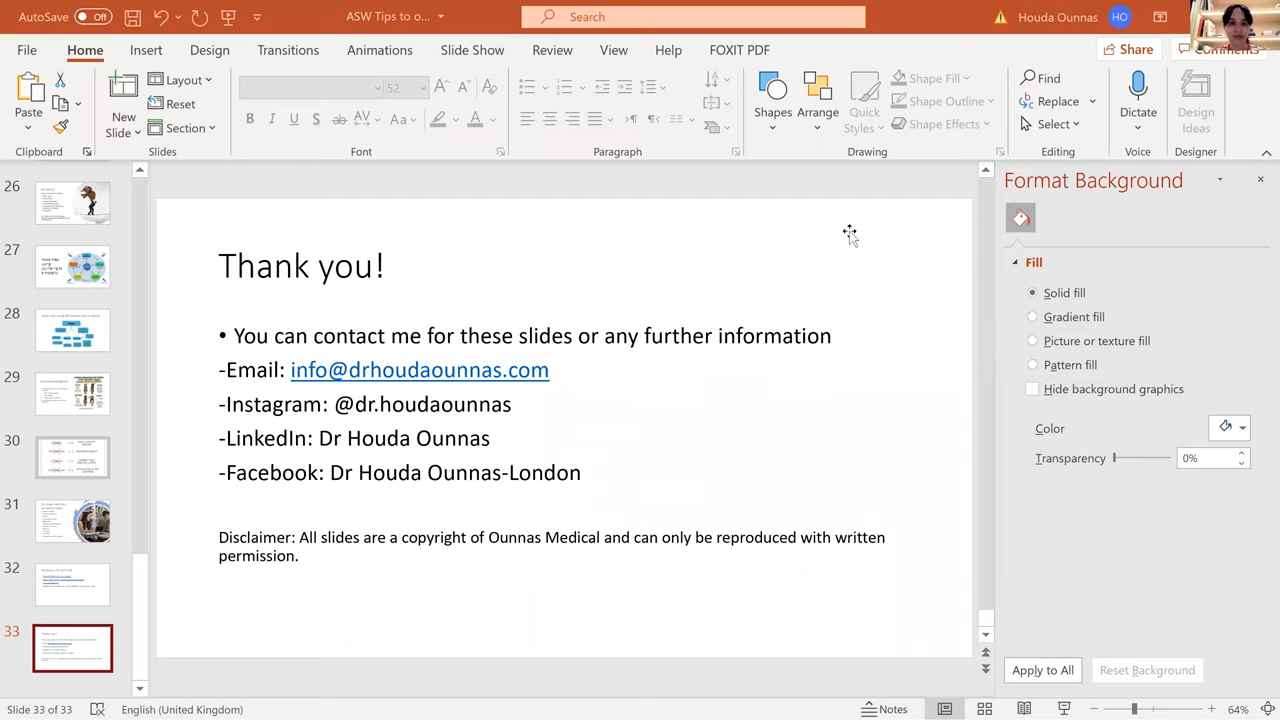 AutoSave Off ASW Tips to o... Search Houda Ounnas HO
File Home Insert Design Transitions Animations Slide Show Review View Help FOXIT PDF Share Comments
Paste
Clipboard
New Slide
Layout
Reset
Section
Slides
Font
Paragraph
Shapes Arrange Quick Styles
Shape Fill
Shape Outline
Shape Effects
Drawing
Find
Replace
Select
Editing
Dictate
Voice
Design Ideas
Designer
26
27
28
29
30
31
32
33
Thank you!
• You can contact me for these slides or any further information
-Email: info@drhoudaounnas.com
-Instagram: @dr.houdaounnas
-LinkedIn: Dr Houda Ounnas
-Facebook: Dr Houda Ounnas-London
Disclaimer: All slides are a copyright of Ounnas Medical and can only be reproduced with written
permission.
Format Background
Fill
Solid fill
Gradient fill
Picture or texture fill
Pattern fill
Hide background graphics
Color
Transparency 0%
Apply to All Reset Background
Slide 33 of 33 English (United Kingdom) Notes 64%